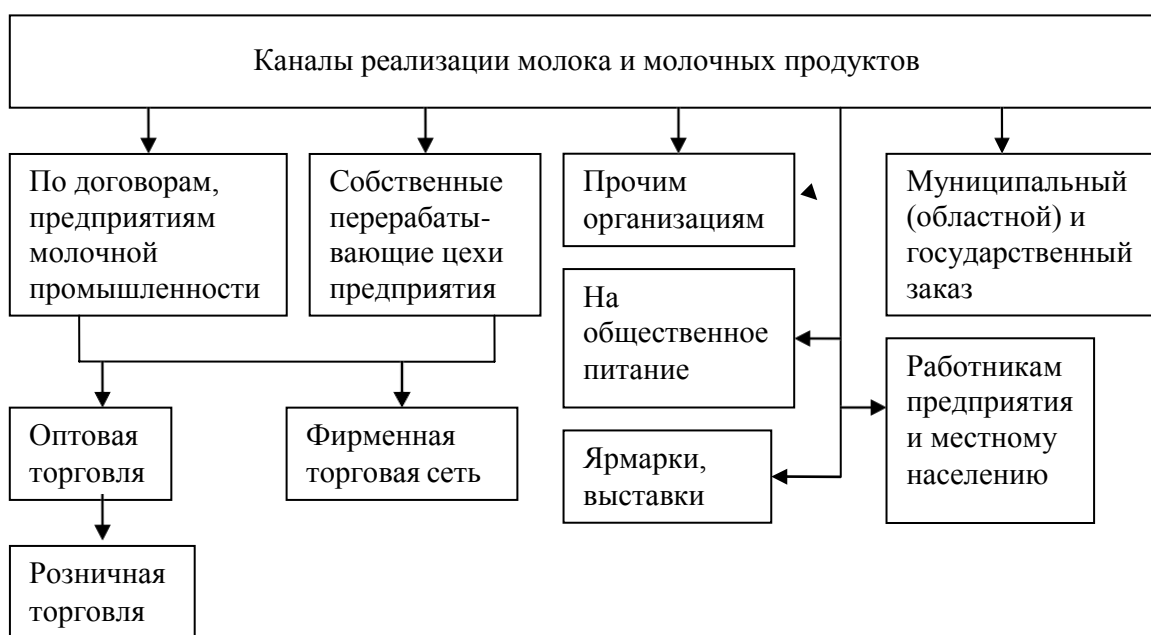 Каналы реализации молока и молочных продуктов
По договорам,
предприятиям
молочной
промышленности
Собственные
перерабаты-
вающие цехи
предприятия
Прочим
организациям
Муниципальный
(областной) и
государственный
заказ
На
общественное
питание
Работникам
предприятия
и местному
населению
Оптовая
торговля
Фирменная
торговая сеть
Ярмарки,
выставки
Розничная
торговля